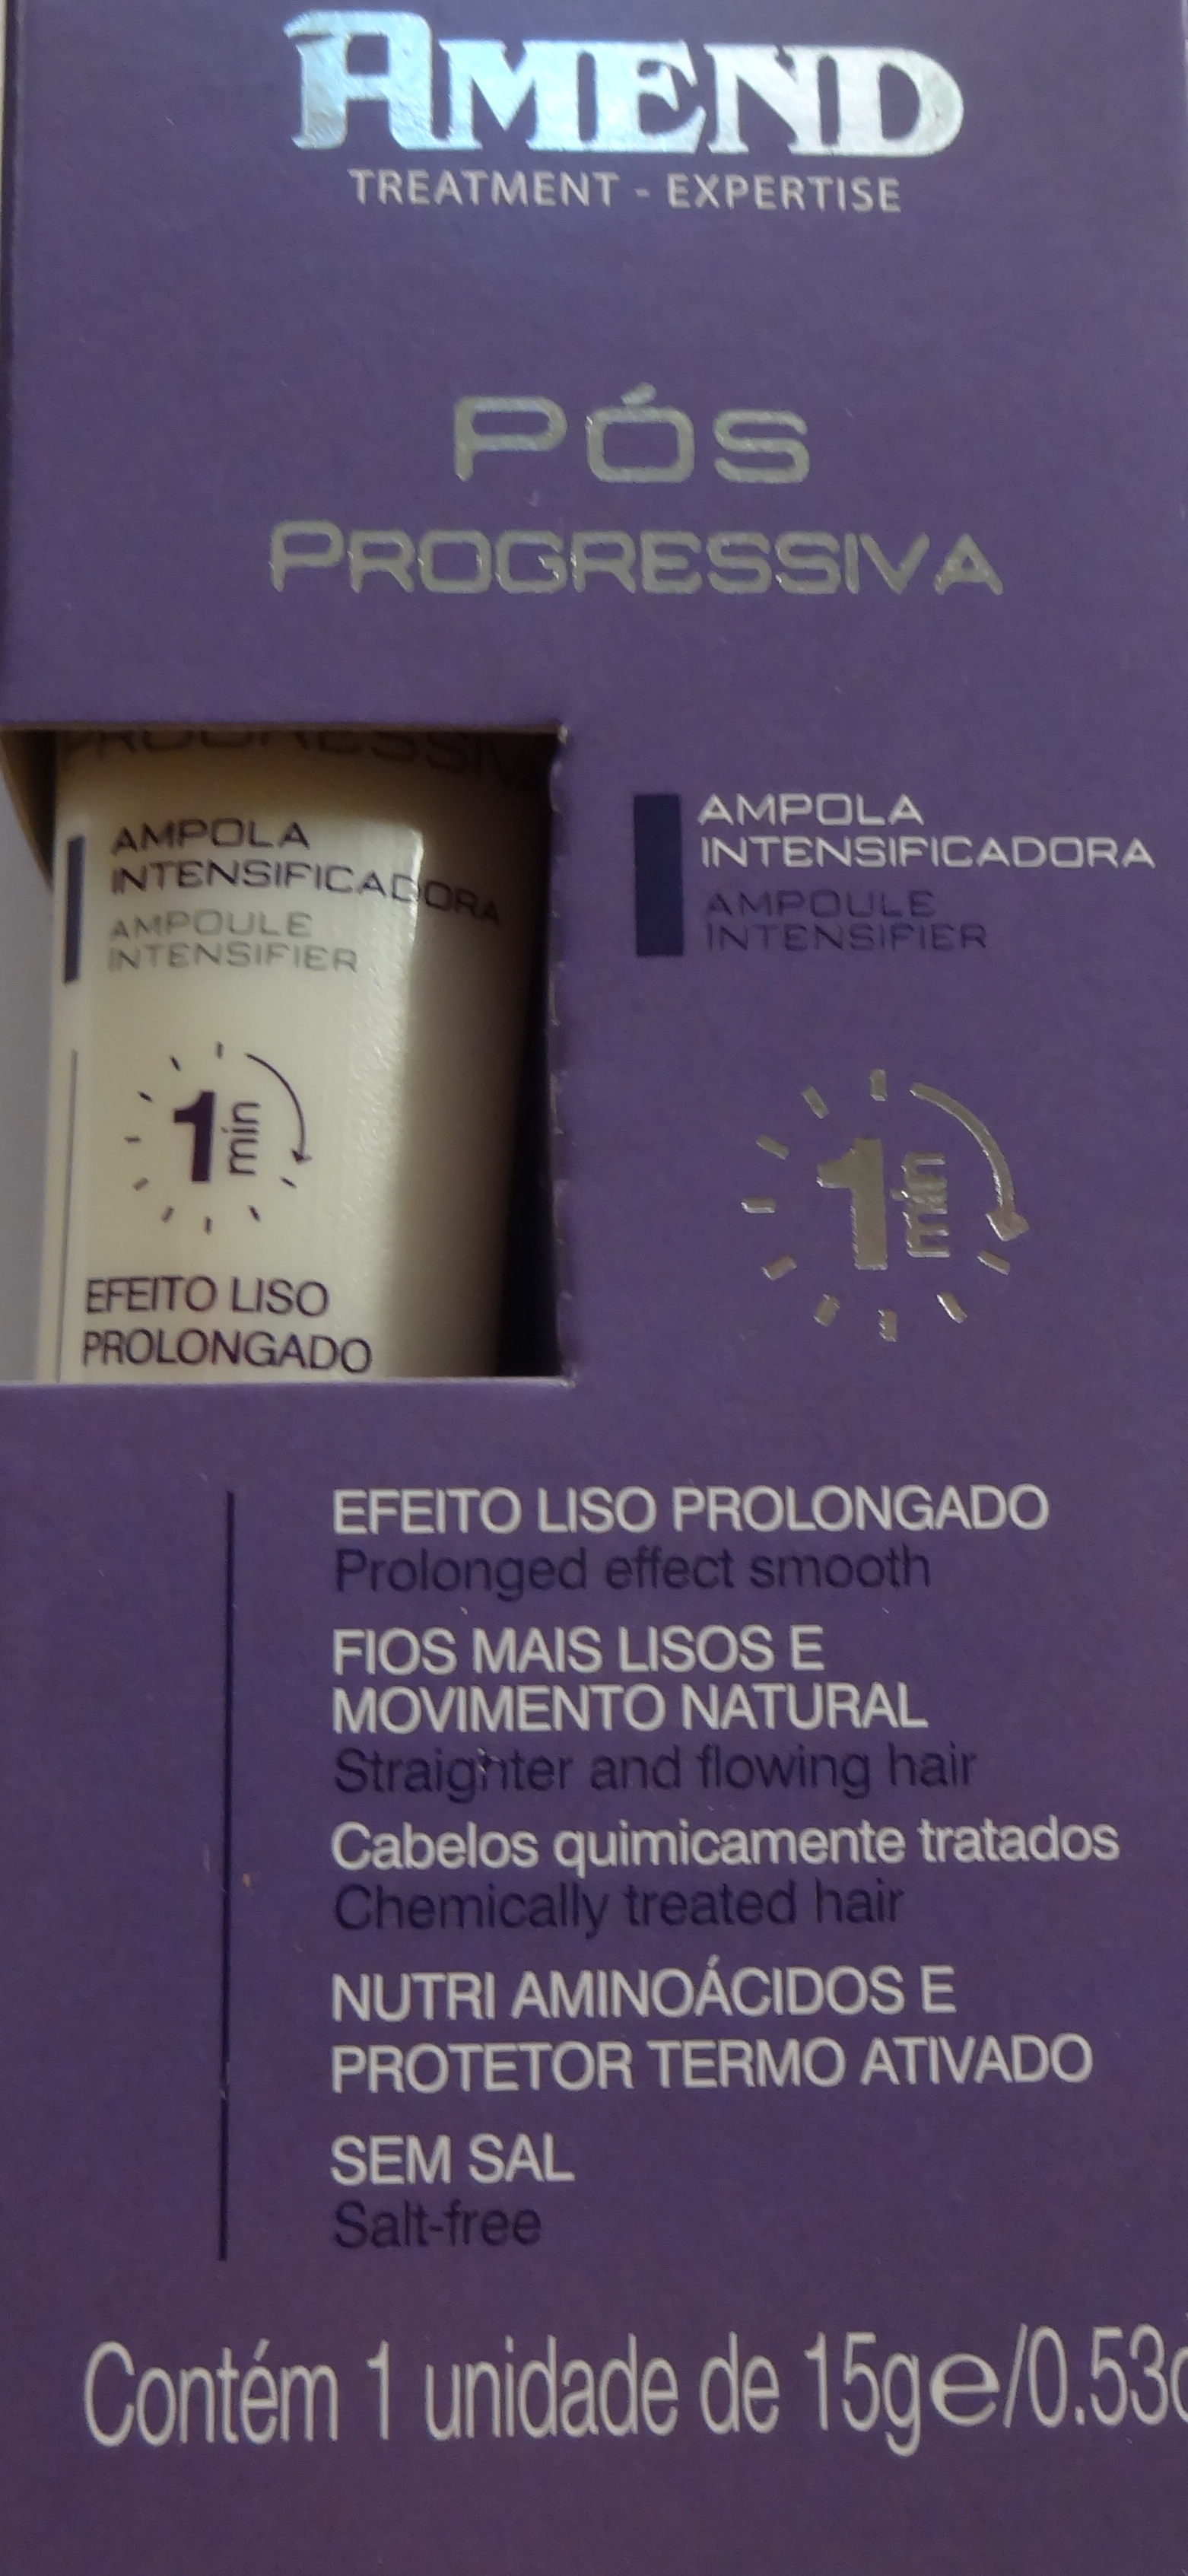 AMEND
TREATMENT - EXPERTISE
PÓS
PROGRESSIVA
PROGRESSIVA
AMPOLA
INTENSIFICADORA
AMPOULE
INTENSIFIER
1 min
EFEITO LISO
PROLONGADO
AMPOLA
INTENSIFICADORA
AMPOULE
INTENSIFIER
1 min
EFEITO LISO PROLONGADO
Prolonged effect smooth
FIOS MAIS LISOS E
MOVIMENTO NATURAL
Straighter and flowing hair
Cabelos quimicamente tratados
Chemically treated hair
NUTRI AMINOÁCIDOS E
PROTETOR TERMO ATIVADO
SEM SAL
Salt-free
Contém 1 unidade de 15g℮/0.53